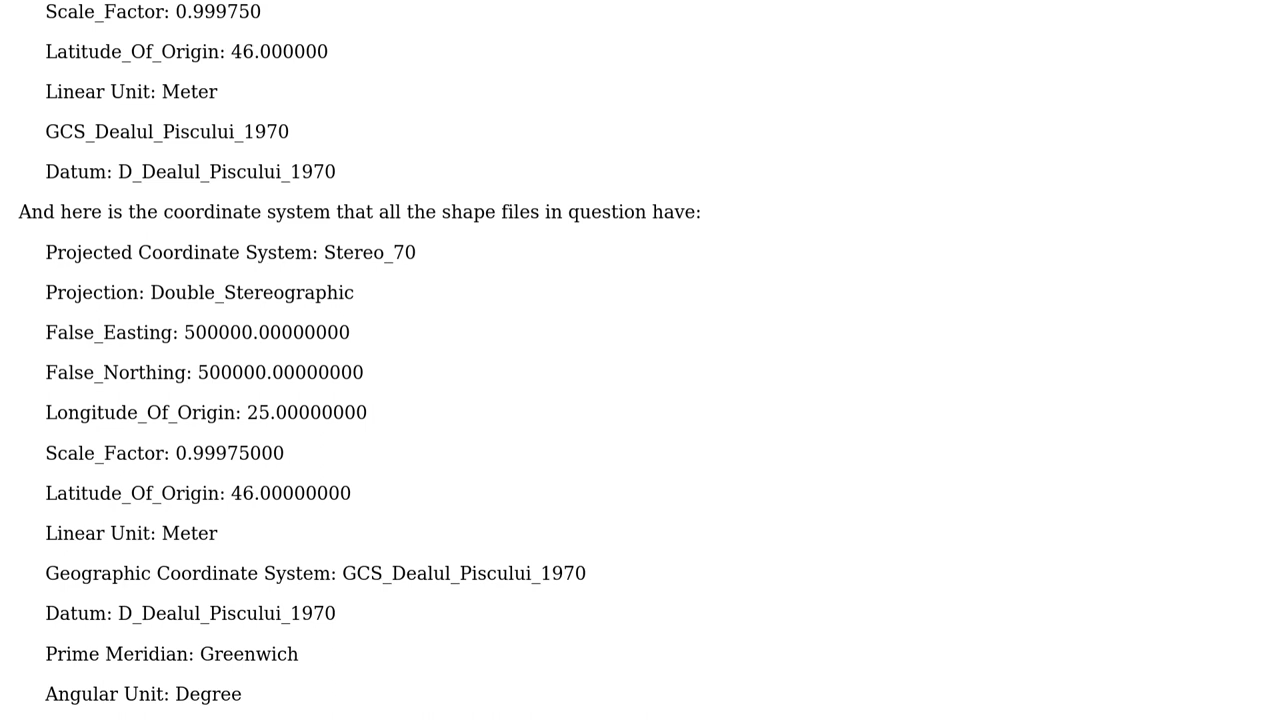 Scale_Factor: 0.999750
Latitude_Of_Origin: 46.000000
Linear Unit: Meter
GCS_Dealul_Piscului_1970
Datum: D_Dealul_Piscului_1970
And here is the coordinate system that all the shape files in question have:
Projected Coordinate System: Stereo_70
Projection: Double_Stereographic
False_Easting: 500000.00000000
False_Northing: 500000.00000000
Longitude_Of_Origin: 25.00000000
Scale_Factor: 0.99975000
Latitude_Of_Origin: 46.00000000
Linear Unit: Meter
Geographic Coordinate System: GCS_Dealul_Piscului_1970
Datum: D_Dealul_Piscului_1970
Prime Meridian: Greenwich
Angular Unit: Degree